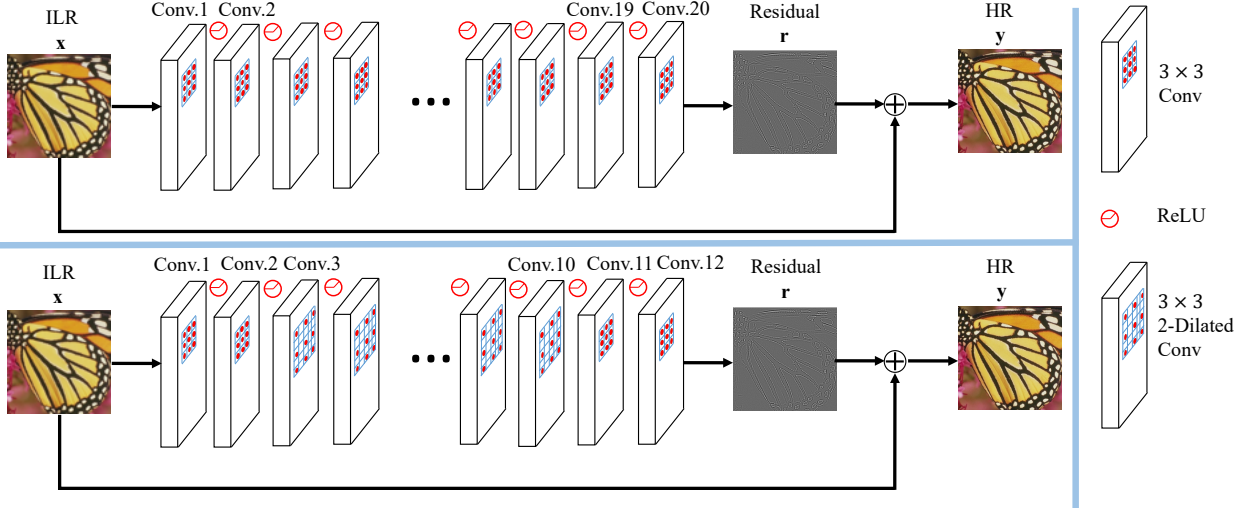 ILR
x
Conv.1 Conv.2
Conv.19 Conv.20
Residual
r
HR
y
ILR
x
Conv.1 Conv.2 Conv.3
Conv.10 Conv.11 Conv.12
Residual
r
HR
y
3 × 3
Conv
ReLU
3 × 3
2-Dilated
Conv